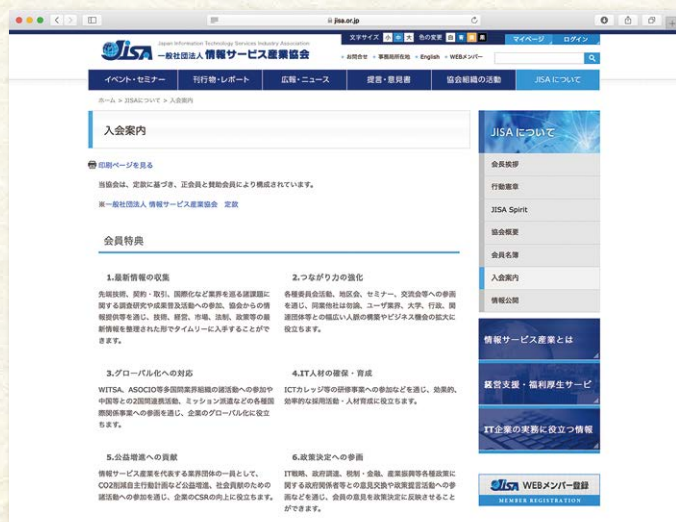 jisa.or.jp
JISA
Japan Information Technology Services Industry Association
一般社団法人 情報サービス産業協会
文字サイズ 小 中 大 色の変更 白 青 黄 黒
マイページ ログイン
お問合せ 事務局所在地 English WEBメンバー
イベント・セミナー 刊行物・レポート 広報・ニュース 提言・意見書 協会組織の活動 JISAについて
ホーム > JISAについて > 入会案内
入会案内
印刷ページを見る
当協会は、定款に基づき、正会員と賛助会員により構成されています。
※一般社団法人 情報サービス産業協会 定款
会員特典
1.最新情報の収集
先端技術、契約・取引、国際化など業界を巡る諸課題に
関する調査研究や成果普及活動への参加、協会からの情
報提供等を通じ、技術、経営、市場、法制、政策等の最
新情報を整理された形でタイムリーに入手することがで
きます。
2.つながり力の強化
各種委員会活動、地区会、セミナー、交流会等への参画
を通じ、同業他社は勿論、ユーザ業界、大学、行政、関
連団体等との幅広い人脈の構築やビジネス機会の拡大に
役立ちます。
3.グローバル化への対応
WITSA、ASOCIO等多国間業界組織の諸活動への参加や
中国等との2国間連携活動、ミッション派遣などの各種国
際関係事業への参画を通じ、企業のグローバル化に役立
ちます。
4.IT人材の確保・育成
ICTカレッジ等の研修事業への参加などを通じ、効果的、
効率的な採用活動・人材育成に役立ちます。
5.公益増進への貢献
情報サービス産業を代表する業界団体の一員として、
CO2削減自主行動計画など公益増進、社会貢献のための
諸活動への参加を通じ、企業のCSRの向上に役立ちます。
6.政策決定への参画
IT戦略、政府調達、税制・金融、産業振興等各種政策に
関する政府関係者等との意見交換や政策提言活動への参
画などを通じ、会員の意見を政策決定に反映させること
ができます。
JISAについて
会長挨拶
行動憲章
JISA Spirit
協会概要
会員名簿
入会案内
情報公開
情報サービス産業とは
経営支援・福利厚生サービ
IT企業の実務に役立つ情報
JISA WEBメンバー登録
MEMBER REGISTRATION